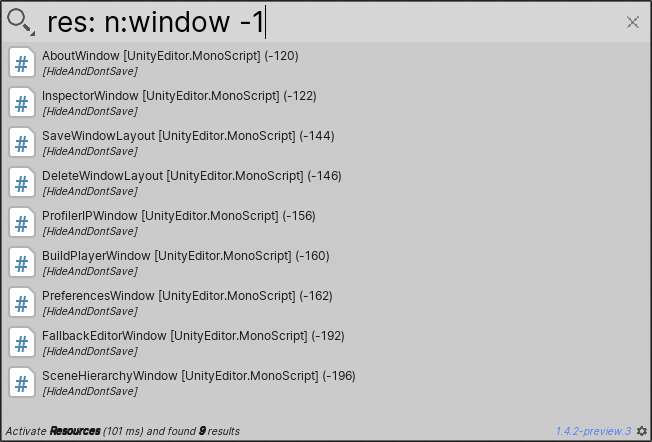 res: n:window -1
AboutWindow [UnityEditor.MonoScript] (-120)
[HideAndDontSave]
InspectorWindow [UnityEditor.MonoScript] (-122)
[HideAndDontSave]
SaveWindowLayout [UnityEditor.MonoScript] (-144)
[HideAndDontSave]
DeleteWindowLayout [UnityEditor.MonoScript] (-146)
[HideAndDontSave]
ProfilerIPWindow [UnityEditor.MonoScript] (-156)
[HideAndDontSave]
BuildPlayerWindow [UnityEditor.MonoScript] (-160)
[HideAndDontSave]
PreferencesWindow [UnityEditor.MonoScript] (-162)
[HideAndDontSave]
FallbackEditorWindow [UnityEditor.MonoScript] (-192)
[HideAndDontSave]
SceneHierarchyWindow [UnityEditor.MonoScript] (-196)
[HideAndDontSave]
Activate Resources (101 ms) and found 9 results 1.4.2-preview.3